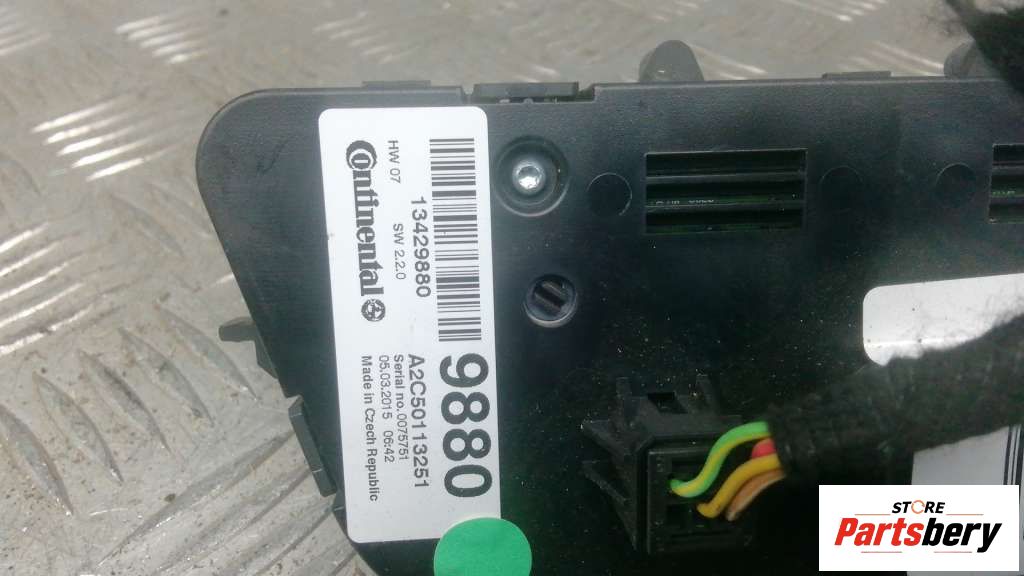 9880
13429880 A2C50113251
HW 07 SW 2.2.0 Serial no. 0075751
05.03.2015 06:42
Continental Made in Czech Republic
STORE
Partsbery